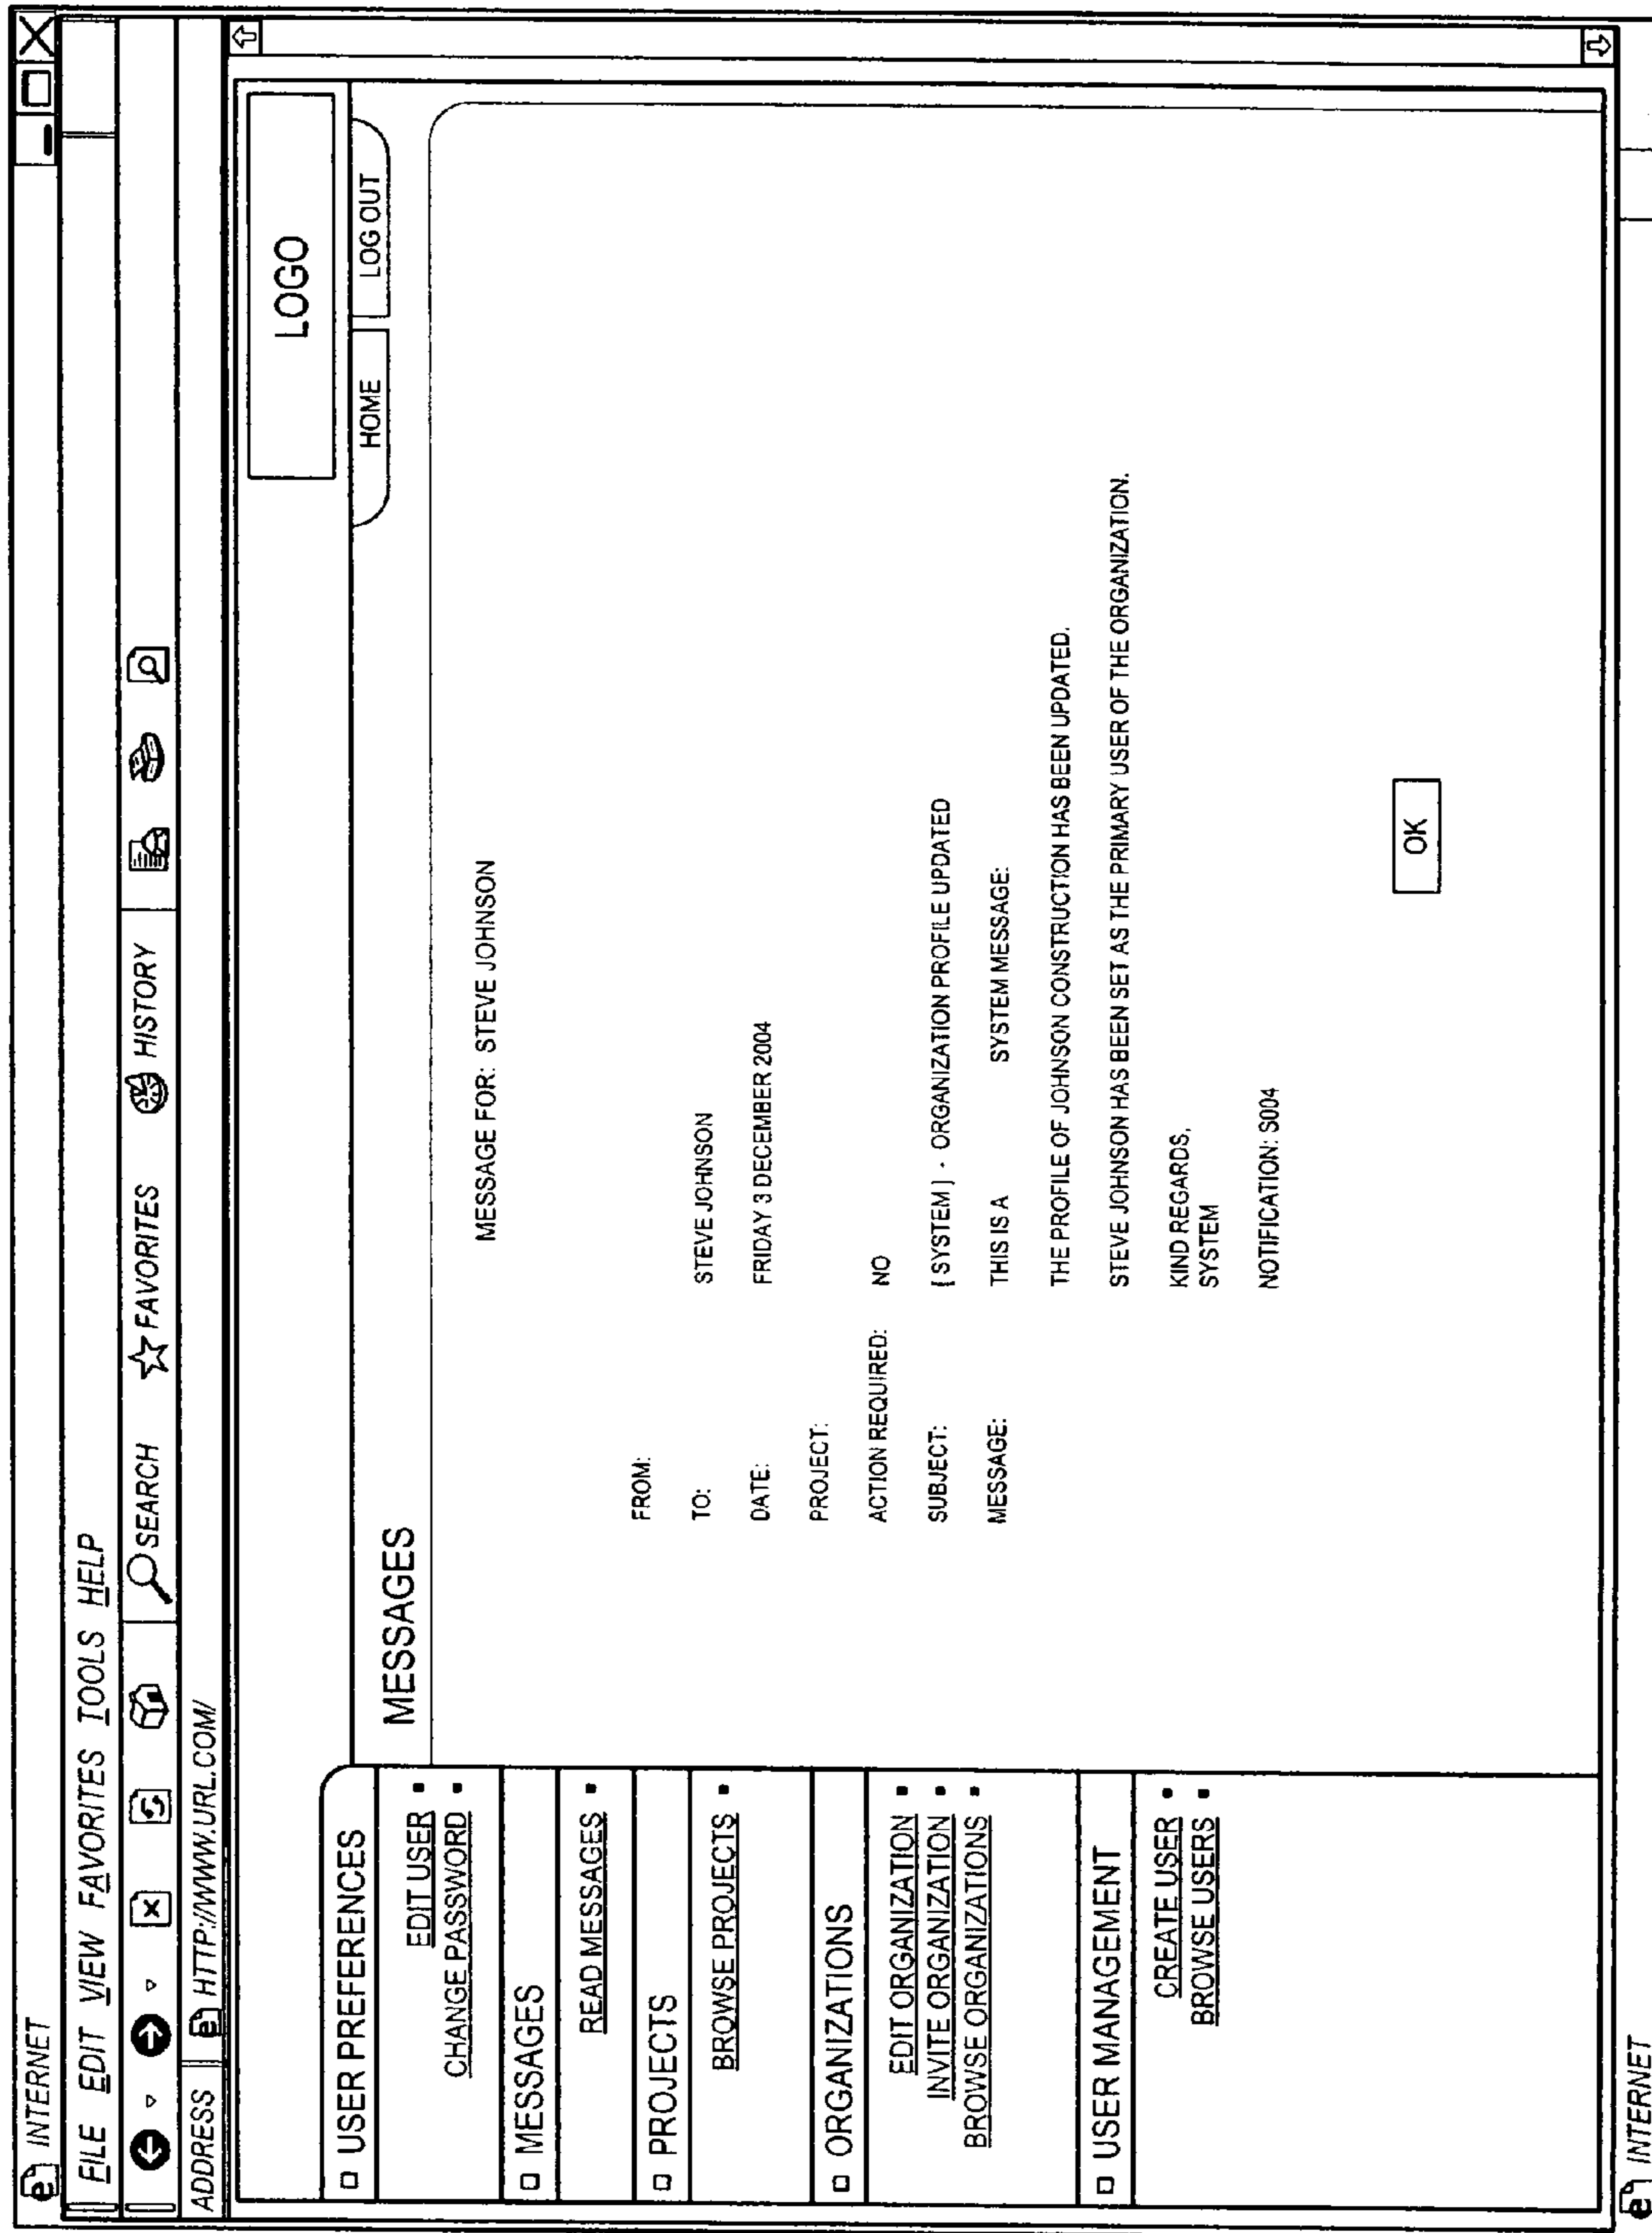 INTERNET
FILE EDIT VIEW FAVORITES TOOLS HELP
SEARCH FAVORITES HISTORY
ADDRESS HTTP://WWW.URL.COM/
LOGO
HOME LOG OUT
USER PREFERENCES
EDIT USER
CHANGE PASSWORD
MESSAGES
READ MESSAGES
PROJECTS
BROWSE PROJECTS
ORGANIZATIONS
EDIT ORGANIZATION
INVITE ORGANIZATION
BROWSE ORGANIZATIONS
USER MANAGEMENT
CREATE USER
BROWSE USERS
MESSAGES
MESSAGE FOR: STEVE JOHNSON
FROM:
TO: STEVE JOHNSON
DATE: FRIDAY 3 DECEMBER 2004
PROJECT:
ACTION REQUIRED: NO
SUBJECT: [SYSTEM] - ORGANIZATION PROFILE UPDATED
MESSAGE: THIS IS A SYSTEM MESSAGE:
THE PROFILE OF JOHNSON CONSTRUCTION HAS BEEN UPDATED.
STEVE JOHNSON HAS BEEN SET AS THE PRIMARY USER OF THE ORGANIZATION.
KIND REGARDS,
SYSTEM
NOTIFICATION: S004
OK
INTERNET